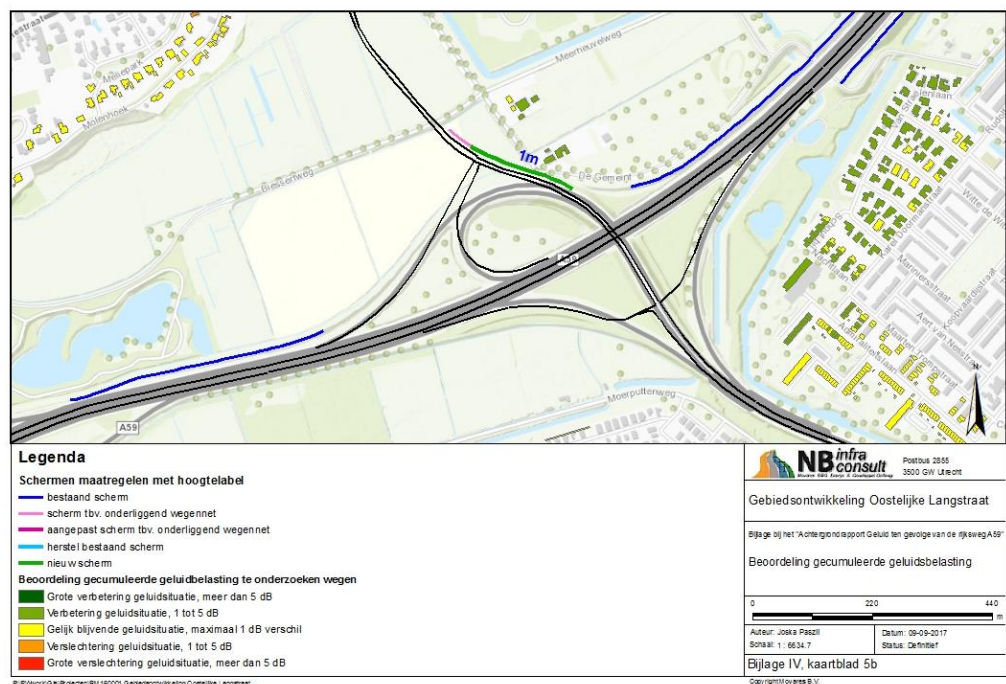 Meerheuvelweg
Molenhoek
1m
De Gemeint
Biessertweg
Mariniersstraat
Moerputtenweg
A59
N
Legenda
Schermen maatregelen met hoogtelabel
bestaand scherm
scherm tbv. onderliggend wegennet
aangepast scherm tbv. onderliggend wegennet
herstel bestaand scherm
nieuw scherm
Beoordeling gecumuleerde geluidbelasting te onderzoeken wegen
Grote verbetering geluidsituatie, meer dan 5 dB
Verbetering geluidsituatie, 1 tot 5 dB
Gelijk blijvende geluidsituatie, maximaal 1 dB verschil
Verslechtering geluidsituatie, 1 tot 5 dB
Grote verslechtering geluidsituatie, meer dan 5 dB
NB infra consult
Postbus 2855
3500 GW Utrecht
Gebiedsontwikkeling Oostelijke Langstraat
Bijlage bij het "Achtergrondrapport Geluid ten gevolge van de rijksweg A59"
Beoordeling gecumuleerde geluidsbelasting
0 220 440
m
Auteur: Joska Paszli
Datum: 09-09-2017
Schaal: 1 : 6634.7
Status: Definitief
Bijlage IV, kaartblad 5b
Copyright Movares B.V.